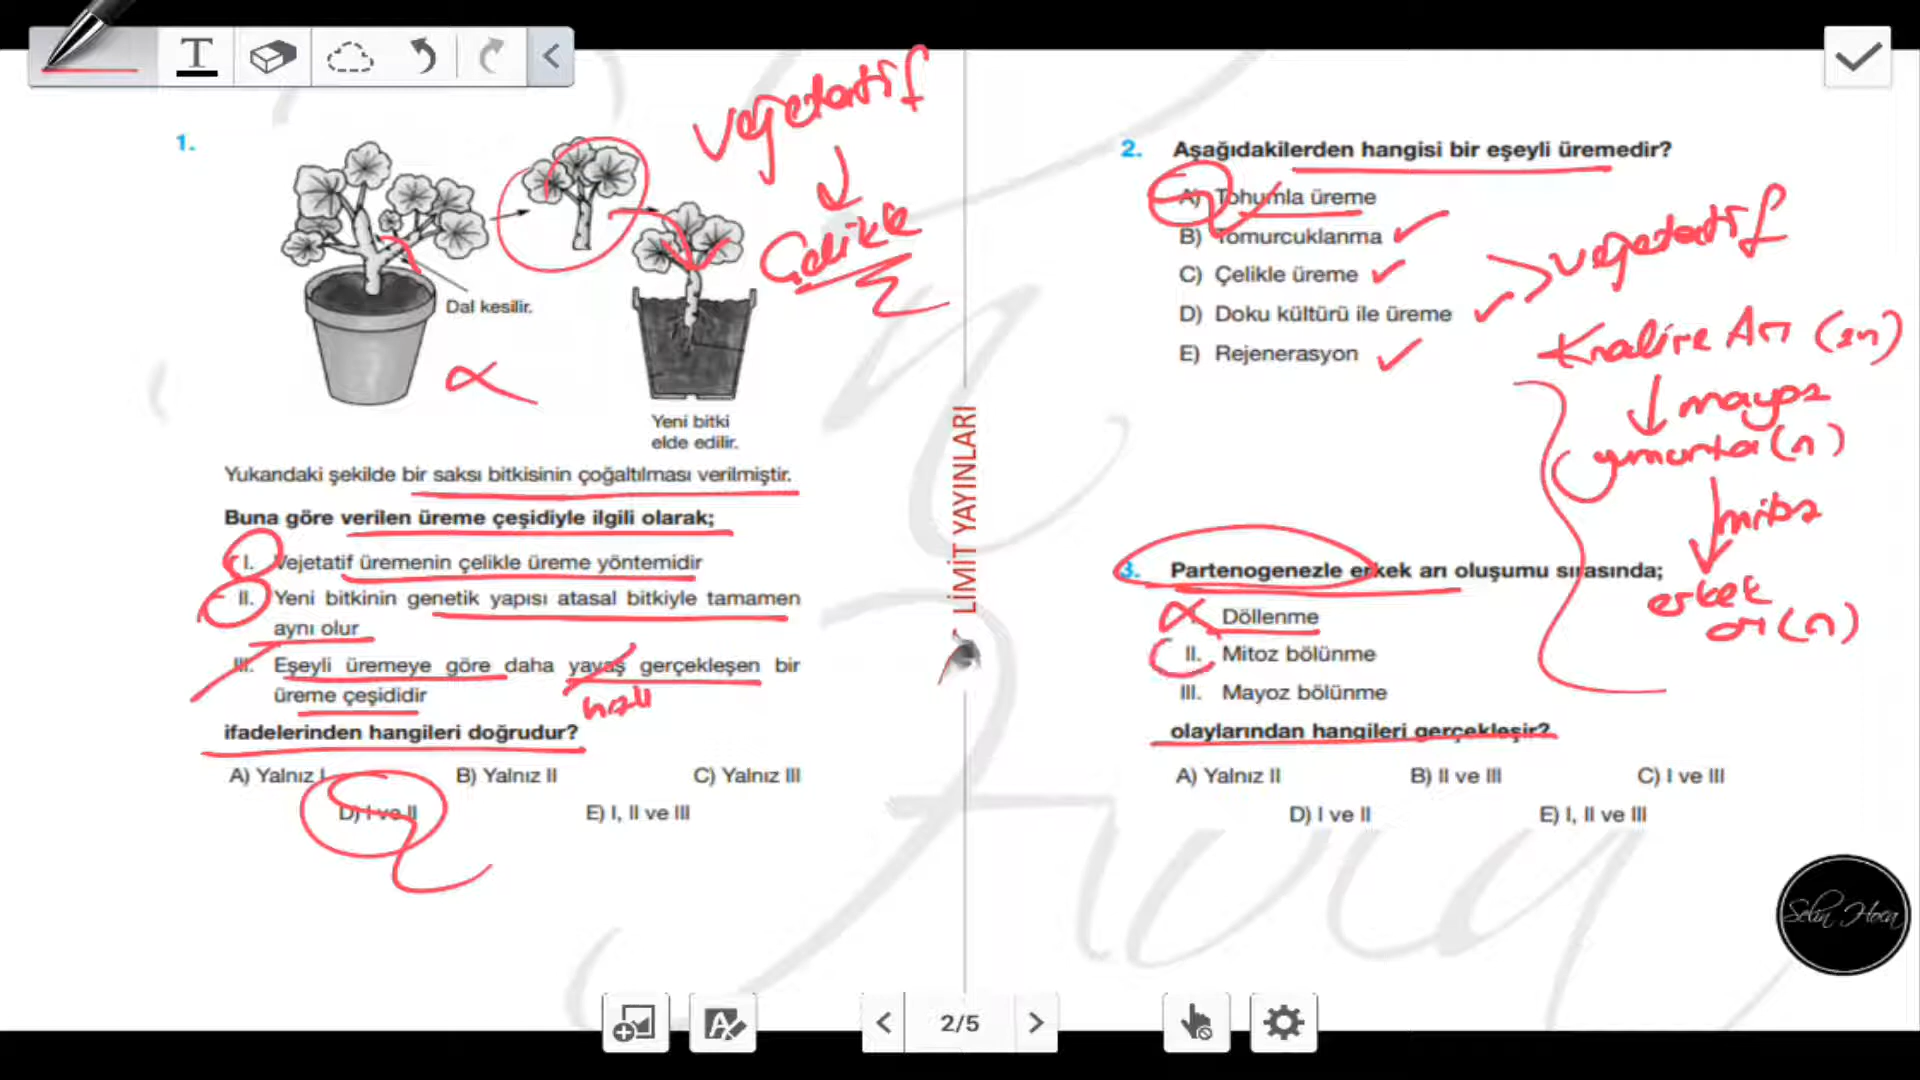 T
1.
Dal kesilir.
Yeni bitki
elde edilir.
vejetatif
Çelikle
Yukarıdaki şekilde bir saksı bitkisinin çoğaltılması verilmiştir.
Buna göre verilen üreme çeşidiyle ilgili olarak;
I. Vejetatif üremenin çelikle üreme yöntemidir
II. Yeni bitkinin genetik yapısı atasal bitkiyle tamamen
aynı olur
III. Eşeyli üremeye göre daha yavaş gerçekleşen bir
hızlı
üreme çeşididir
ifadelerinden hangileri doğrudur?
A) Yalnız I B) Yalnız II C) Yalnız III
D) I ve II E) I, II ve III
LİMİT YAYINLARI
2. Aşağıdakilerden hangisi bir eşeyli üremedir?
A) Tohumla üreme
B) Tomurcuklanma
C) Çelikle üreme
D) Doku kültürü ile üreme
E) Rejenerasyon
vejetatif
Kraliçe Arı (2n)
mayoz
yumurta (n)
mitoz
erkek
arı (n)
3. Partenogenezle erkek arı oluşumu sırasında;
I. Döllenme
II. Mitoz bölünme
III. Mayoz bölünme
olaylarından hangileri gerçekleşir?
A) Yalnız II B) II ve III C) I ve III
D) I ve II E) I, II ve III
Selin Hoca
2/5